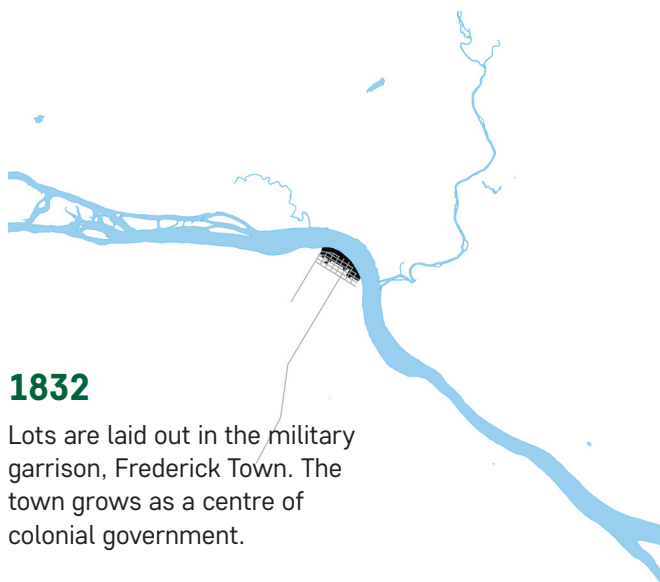 1832
Lots are laid out in the military
garrison, Frederick Town. The
town grows as a centre of
colonial government.